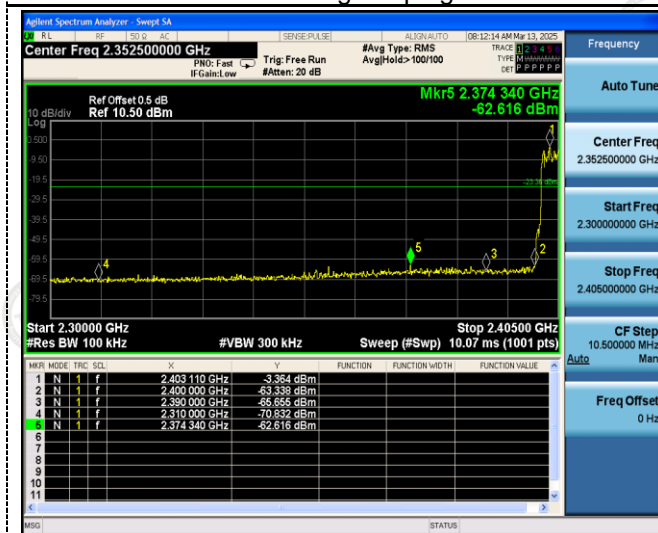 Agilent Spectrum Analyzer - Swept SA
RL RF 50 Ω AC SENSE:PULSE ALIGNAUTO 08:12:14 AM Mar 13, 2025
Center Freq 2.352500000 GHz
#Avg Type: RMS
TRACE 1 2 3 4 5 6
PNO: Fast Trig: Free Run Avg|Hold:>100/100
TYPE M
IFGain:Low #Atten: 20 dB
DET P P P P P P
Frequency
Mkr5 2.374 340 GHz
-62.616 dBm
Ref Offset 0.5 dB
10 dB/div Ref 10.50 dBm
Log
0.500
-9.50
-19.5
-29.5
-39.5
-49.5
-59.5
-69.5
-79.5
1
2
3
4
5
Start 2.30000 GHz Stop 2.40500 GHz
#Res BW 100 kHz #VBW 300 kHz Sweep (#Swp) 10.07 ms (1001 pts)
MKR MODE TRC SCL X Y FUNCTION FUNCTION WIDTH FUNCTION VALUE
1 N 1 f 2.403 110 GHz -3.364 dBm
2 N 1 f 2.400 000 GHz -63.338 dBm
3 N 1 f 2.390 000 GHz -65.655 dBm
4 N 1 f 2.310 000 GHz -70.832 dBm
5 N 1 f 2.374 340 GHz -62.616 dBm
6
7
8
9
10
11
MSG STATUS
Auto Tune
Center Freq
2.352500000 GHz
Start Freq
2.300000000 GHz
Stop Freq
2.405000000 GHz
CF Step
10.500000 MHz
Auto Man
Freq Offset
0 Hz